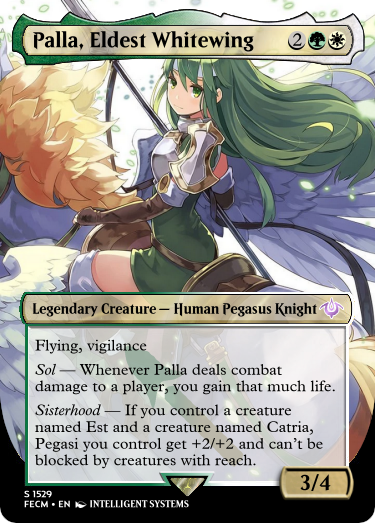 Palla, Eldest Whitewing 2
Legendary Creature — Human Pegasus Knight
Flying, vigilance
Sol — Whenever Palla deals combat
damage to a player, you gain that much life.
Sisterhood — If you control a creature
named Est and a creature named Catria,
Pegasi you control get +2/+2 and can't be
blocked by creatures with reach.
3/4
S 1529
FECM • EN INTELLIGENT SYSTEMS